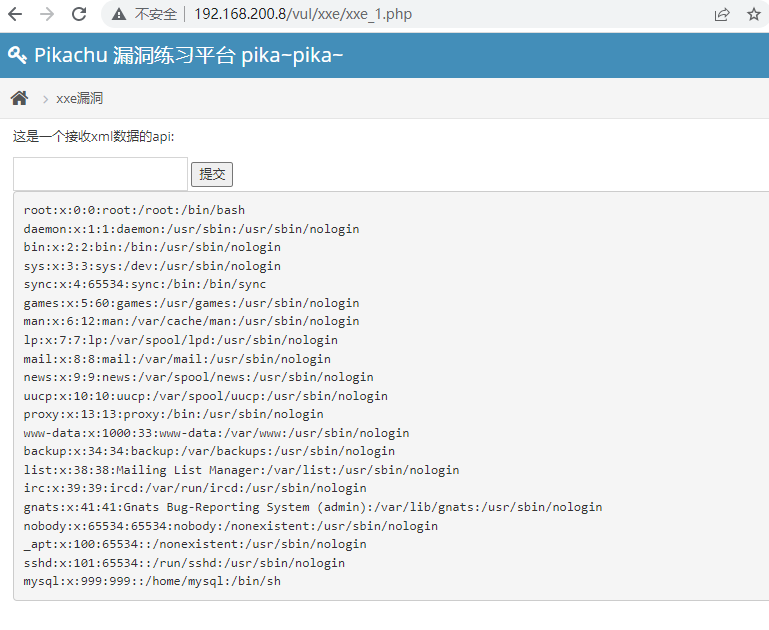 不安全 192.168.200.8/vul/xxe/xxe_1.php
Pikachu 漏洞练习平台 pika~pika~
xxe漏洞
这是一个接收xml数据的api:
提交
root:x:0:0:root:/root:/bin/bash
daemon:x:1:1:daemon:/usr/sbin:/usr/sbin/nologin
bin:x:2:2:bin:/bin:/usr/sbin/nologin
sys:x:3:3:sys:/dev:/usr/sbin/nologin
sync:x:4:65534:sync:/bin:/bin/sync
games:x:5:60:games:/usr/games:/usr/sbin/nologin
man:x:6:12:man:/var/cache/man:/usr/sbin/nologin
lp:x:7:7:lp:/var/spool/lpd:/usr/sbin/nologin
mail:x:8:8:mail:/var/mail:/usr/sbin/nologin
news:x:9:9:news:/var/spool/news:/usr/sbin/nologin
uucp:x:10:10:uucp:/var/spool/uucp:/usr/sbin/nologin
proxy:x:13:13:proxy:/bin:/usr/sbin/nologin
www-data:x:1000:33:www-data:/var/www:/usr/sbin/nologin
backup:x:34:34:backup:/var/backups:/usr/sbin/nologin
list:x:38:38:Mailing List Manager:/var/list:/usr/sbin/nologin
irc:x:39:39:ircd:/var/run/ircd:/usr/sbin/nologin
gnats:x:41:41:Gnats Bug-Reporting System (admin):/var/lib/gnats:/usr/sbin/nologin
nobody:x:65534:65534:nobody:/nonexistent:/usr/sbin/nologin
_apt:x:100:65534::/nonexistent:/usr/sbin/nologin
sshd:x:101:65534::/run/sshd:/usr/sbin/nologin
mysql:x:999:999::/home/mysql:/bin/sh